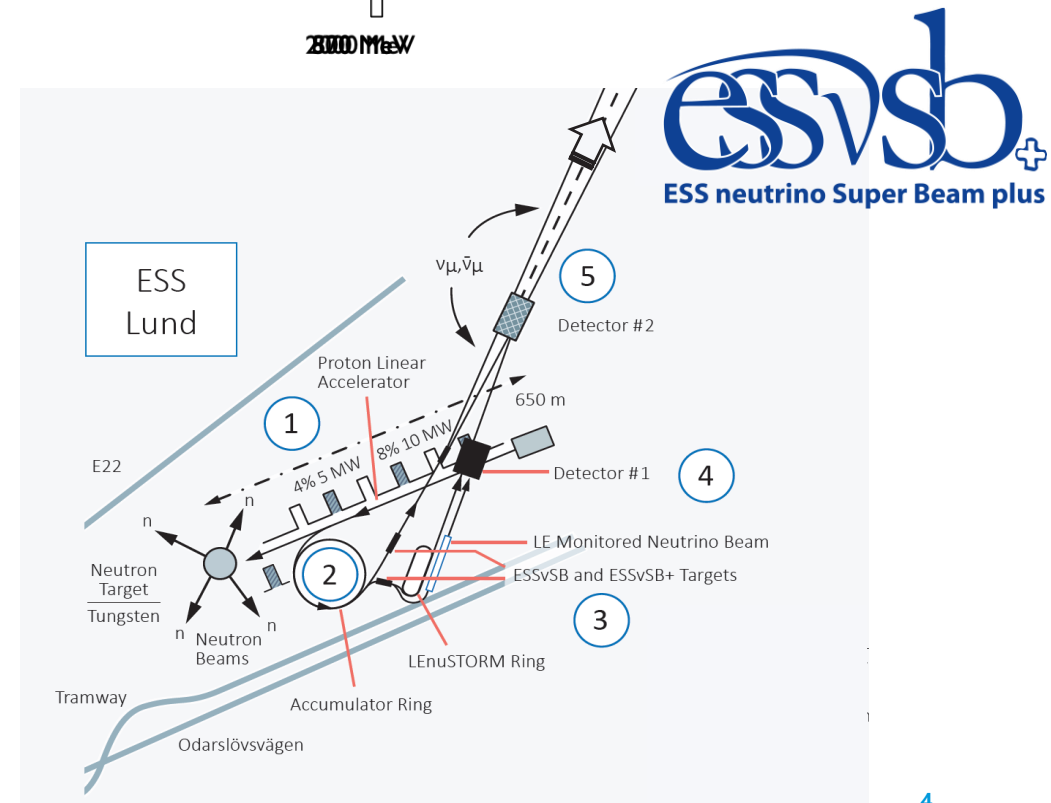 essνsb+
ESS neutrino Super Beam plus
ESS
Lund
νμ,ν̄μ
5
Detector #2
Proton Linear
Accelerator
650 m
1
4% 5 MW
8% 10 MW
E22
Detector #1
4
n
n
LE Monitored Neutrino Beam
Neutron
Target
Tungsten
2
ESSνSB and ESSνSB+ Targets
n
n
Neutron
Beams
3
LEnuSTORM Ring
Tramway
Accumulator Ring
Odarslövsvägen
4